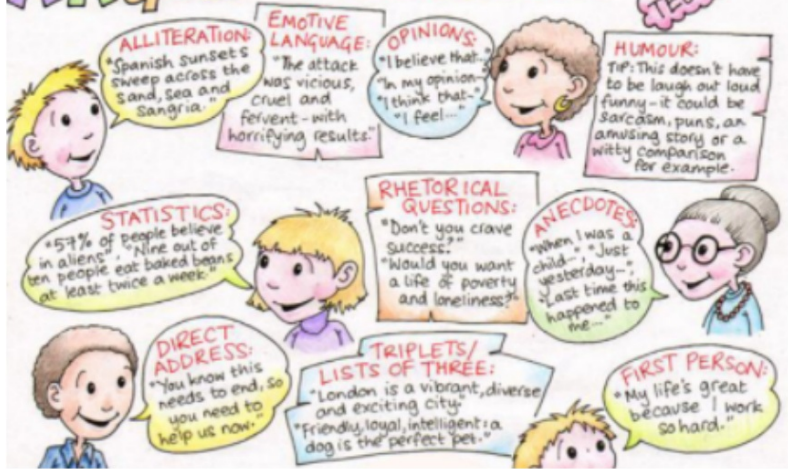 ALLITERATION:
"Spanish sunsets
sweep across the
sand, sea and
sangria."
EMOTIVE
LANGUAGE:
"The attack
was vicious,
cruel and
fervent – with
horrifying results."
OPINIONS:
"I believe that..."
"In my opinion–
"I think that–"
"I feel..."
HUMOUR:
TIP: This doesn't have
to be laugh out loud
funny – it could be
sarcasm, puns, an
amusing story or a
witty comparison
for example.
STATISTICS:
"57% of people believe
in aliens". "Nine out of
ten people eat baked beans
at least twice a week."
RHETORICAL
QUESTIONS:
"Don't you crave
success?"
"Would you want
a life of poverty
and loneliness?"
ANECDOTES:
"When I was a
child–", "Just
yesterday–",
"Last time this
happened to
me..."
DIRECT
ADDRESS:
"You know this
needs to end, so
you need to
help us now."
TRIPLETS/
LISTS OF THREE:
"London is a vibrant, diverse
and exciting city."
"Friendly, loyal, intelligent: a
dog is the perfect pet."
FIRST PERSON:
"My life's great
because I work
so hard."